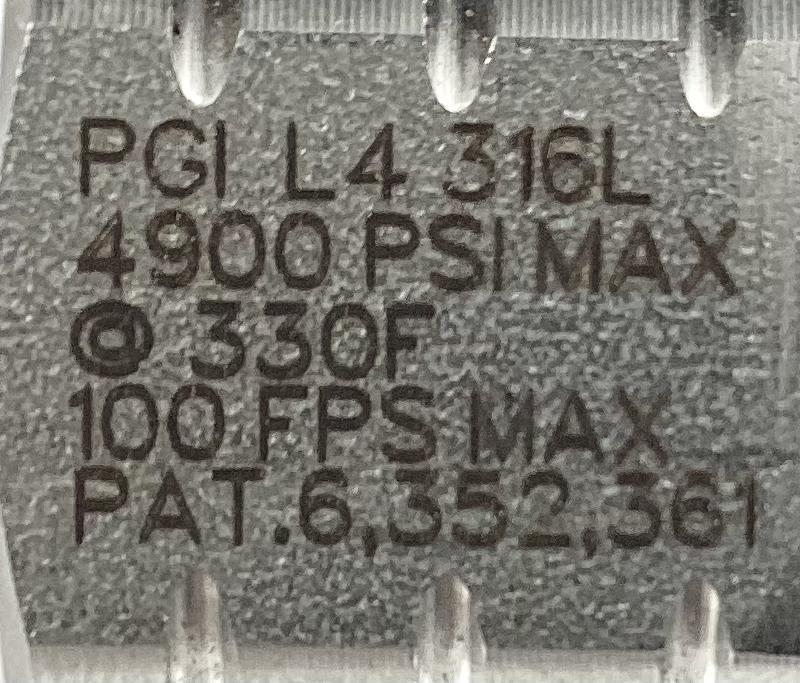 PGI L4 316L
4900 PSI MAX
@ 330F
100 FPS MAX
PAT.6,352,361